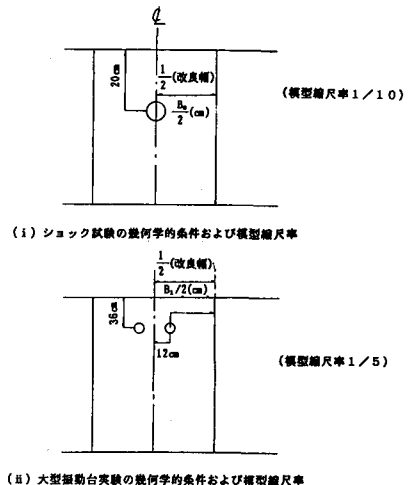 ℄
20cm
1/2(改良幅)
B₀/2(cm)
(模型縮尺率1/10)
(ⅰ)ショック試験の幾何学的条件および模型縮尺率
1/2(改良幅)
B₁/2(cm)
36cm
12cm
(模型縮尺率1/5)
(ⅱ)大型振動台実験の幾何学的条件および模型縮尺率